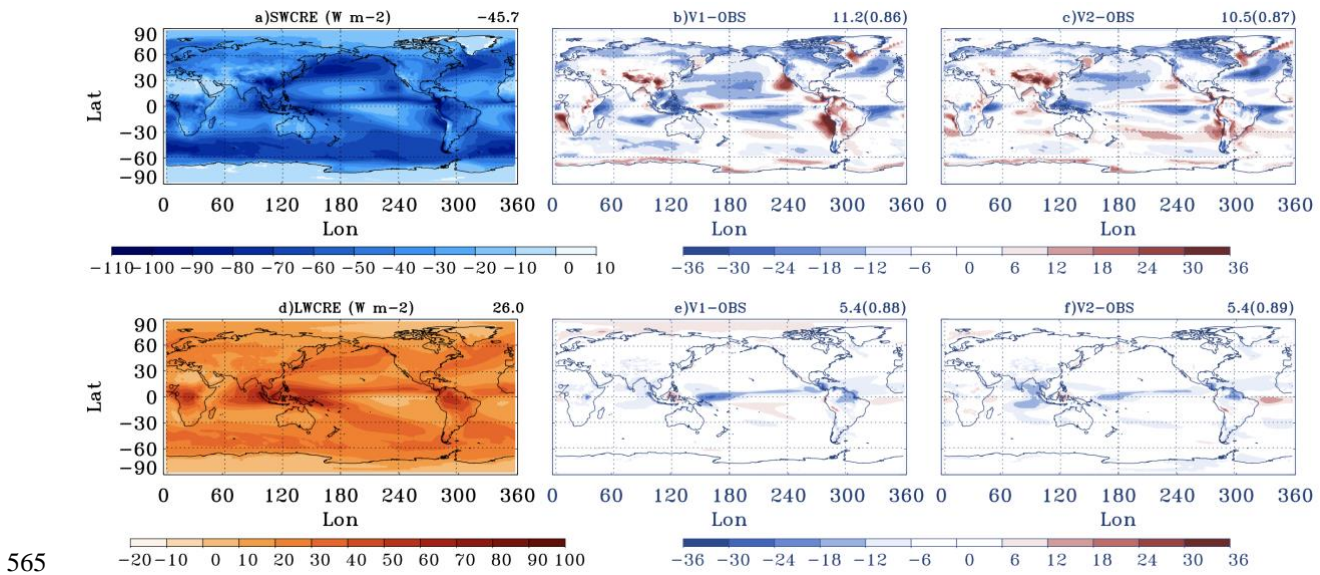 a)SWCRE (W m-2) -45.7
b)V1-OBS 11.2(0.86)
c)V2-OBS 10.5(0.87)
90
60
30
0
-30
-60
-90
Lat
0 60 120 180 240 300 360
0 60 120 180 240 300 360
0 60 120 180 240 300 360
Lon
Lon
Lon
-110-100 -90 -80 -70 -60 -50 -40 -30 -20 -10 0 10
-36 -30 -24 -18 -12 -6 0 6 12 18 24 30 36
d)LWCRE (W m-2) 26.0
e)V1-OBS 5.4(0.88)
f)V2-OBS 5.4(0.89)
90
60
30
0
-30
-60
-90
Lat
0 60 120 180 240 300 360
0 60 120 180 240 300 360
0 60 120 180 240 300 360
Lon
Lon
Lon
-20 -10 0 10 20 30 40 50 60 70 80 90 100
-36 -30 -24 -18 -12 -6 0 6 12 18 24 30 36
565